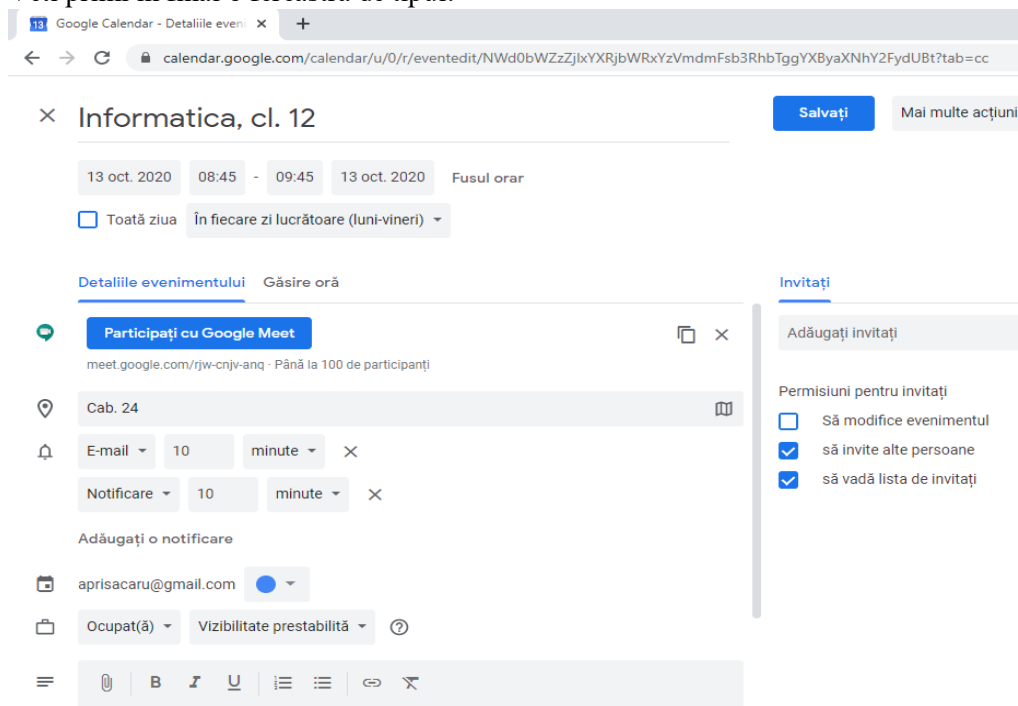 Google Calendar - Detaliile eveni
calendar.google.com/calendar/u/0/r/eventedit/NWd0bWZzZjlxYXRjbWRxYzVmdmFsb3RhbTggYXByaXNhY2FydUBt?tab=cc
Informatica, cl. 12
Salvați
Mai multe acțiuni
13 oct. 2020 08:45 - 09:45 13 oct. 2020 Fusul orar
Toată ziua În fiecare zi lucrătoare (luni-vineri)
Detaliile evenimentului Găsire oră
Invitați
Participați cu Google Meet
meet.google.com/rjw-cnjv-anq · Până la 100 de participanți
Adăugați invitați
Cab. 24
Permisiuni pentru invitați
Să modifice evenimentul
să invite alte persoane
să vadă lista de invitați
E-mail 10 minute
Notificare 10 minute
Adăugați o notificare
aprisacaru@gmail.com
Ocupat(ă) Vizibilitate prestabilită
B I U